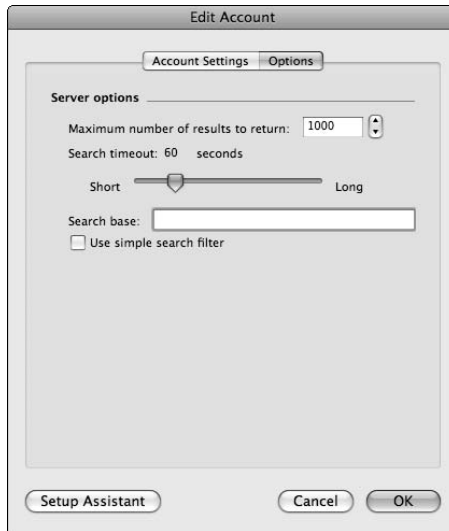 Edit Account
Account Settings Options
Server options
Maximum number of results to return: 1000
Search timeout: 60 seconds
Short Long
Search base:
Use simple search filter
Setup Assistant Cancel OK